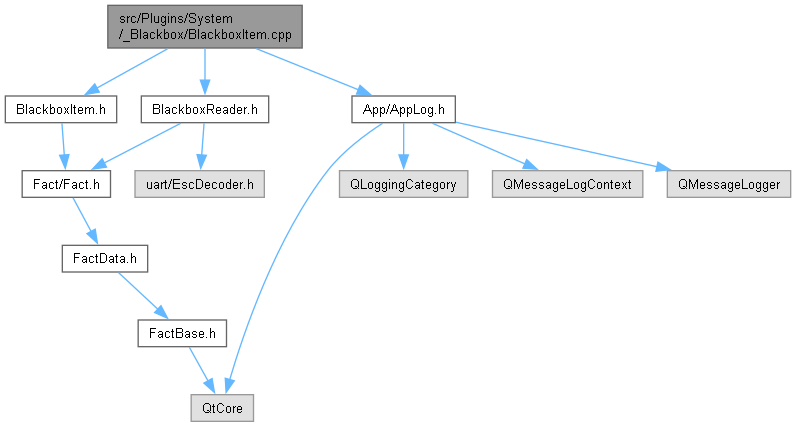 src/Plugins/System
/_Blackbox/BlackboxItem.cpp
BlackboxItem.h
BlackboxReader.h
App/AppLog.h
Fact/Fact.h
uart/EscDecoder.h
QLoggingCategory
QMessageLogContext
QMessageLogger
FactData.h
FactBase.h
QtCore